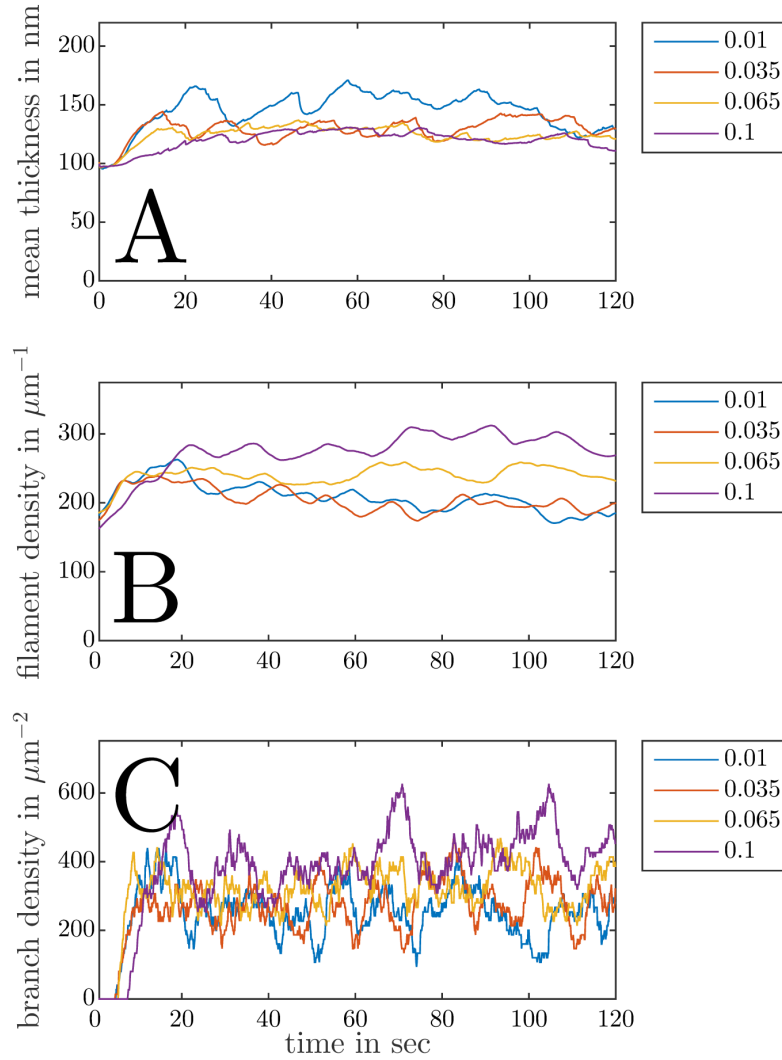 mean thickness in nm
200
150
100
50
0
0 20 40 60 80 100 120
A
0.01
0.035
0.065
0.1
filament density in μm⁻¹
300
200
100
0
0 20 40 60 80 100 120
B
0.01
0.035
0.065
0.1
branch density in μm⁻²
600
400
200
0
0 20 40 60 80 100 120
C
time in sec
0.01
0.035
0.065
0.1